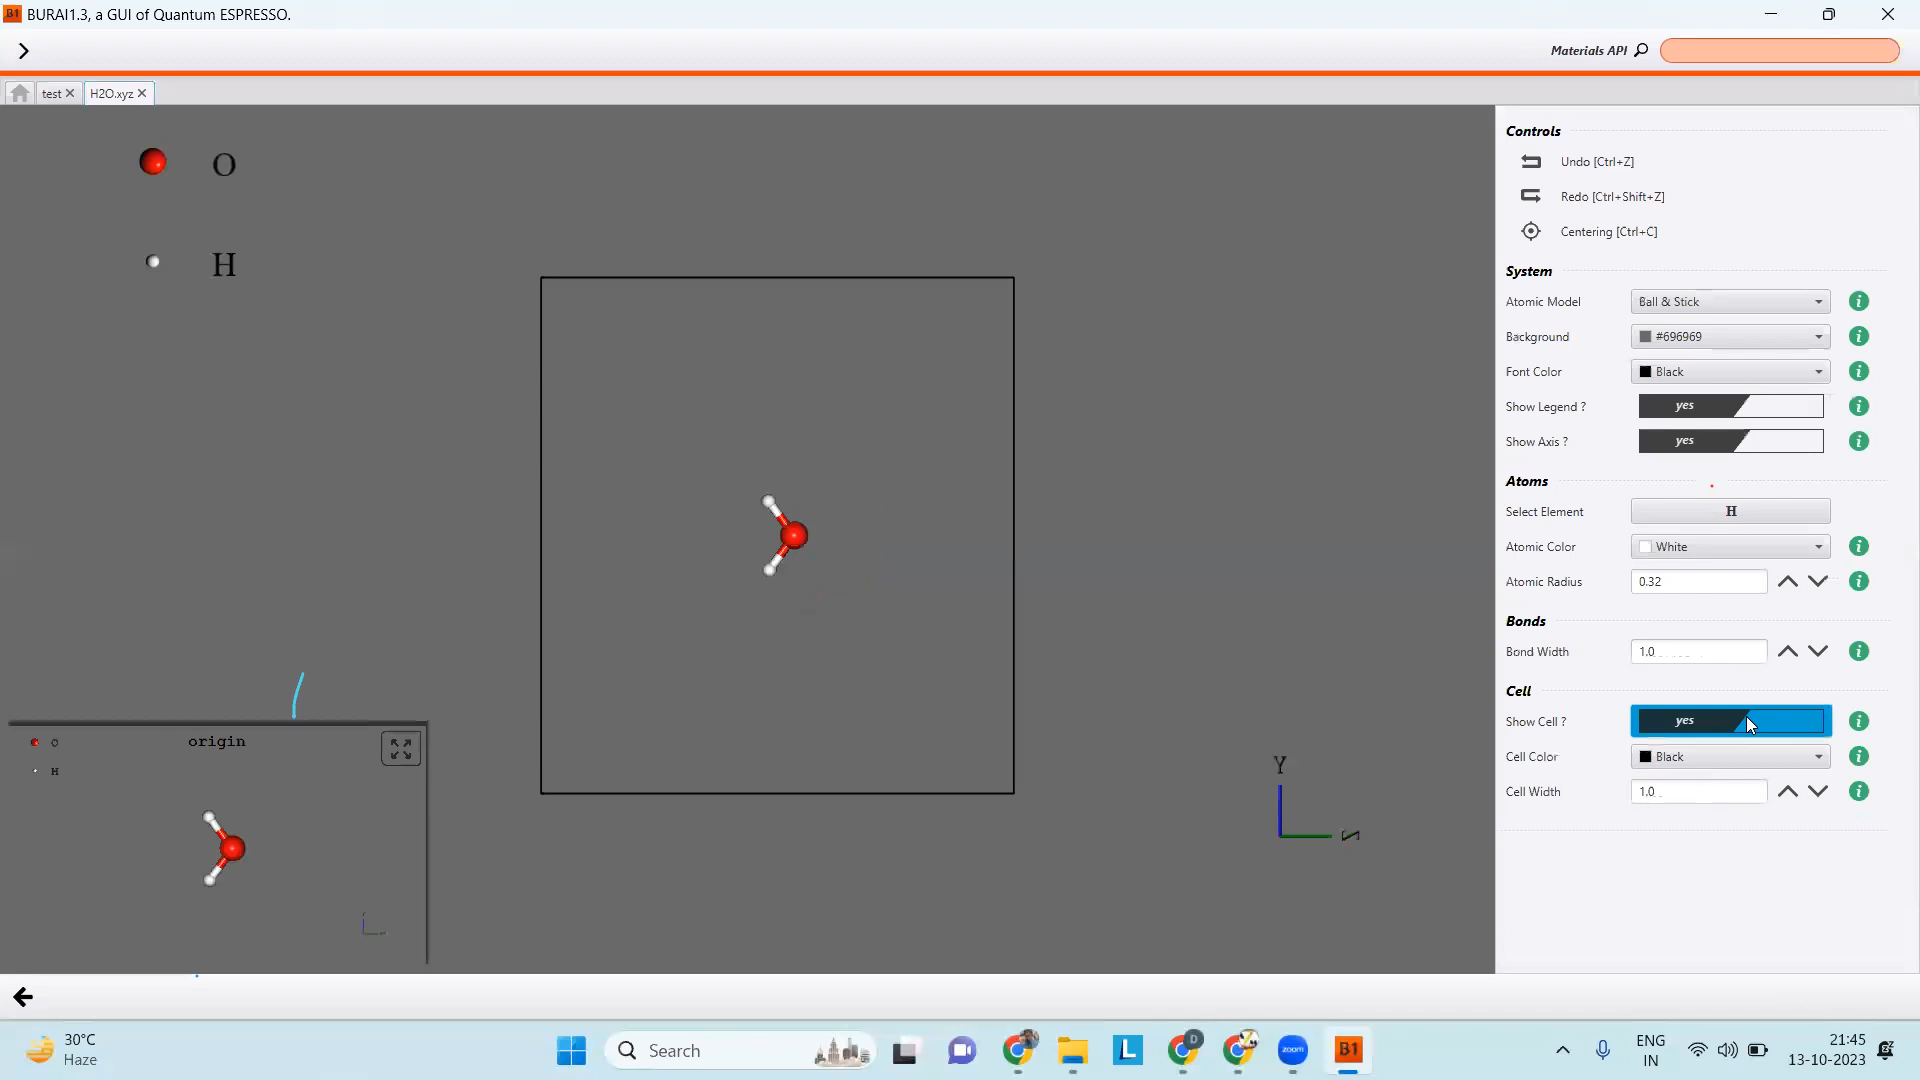 B1 BURAI1.3, a GUI of Quantum ESPRESSO.
Materials API
test
H2O.xyz
O
H
origin
O
H
Y
Controls
Undo [Ctrl+Z]
Redo [Ctrl+Shift+Z]
Centering [Ctrl+C]
System
Atomic Model Ball & Stick
Background #696969
Font Color Black
Show Legend ? yes
Show Axis ? yes
Atoms
Select Element H
Atomic Color White
Atomic Radius 0.32
Bonds
Bond Width 1.0
Cell
Show Cell ? yes
Cell Color Black
Cell Width 1.0
30°C
Haze
Search
L
D
zoom
B1
ENG
IN
21:45
13-10-2023